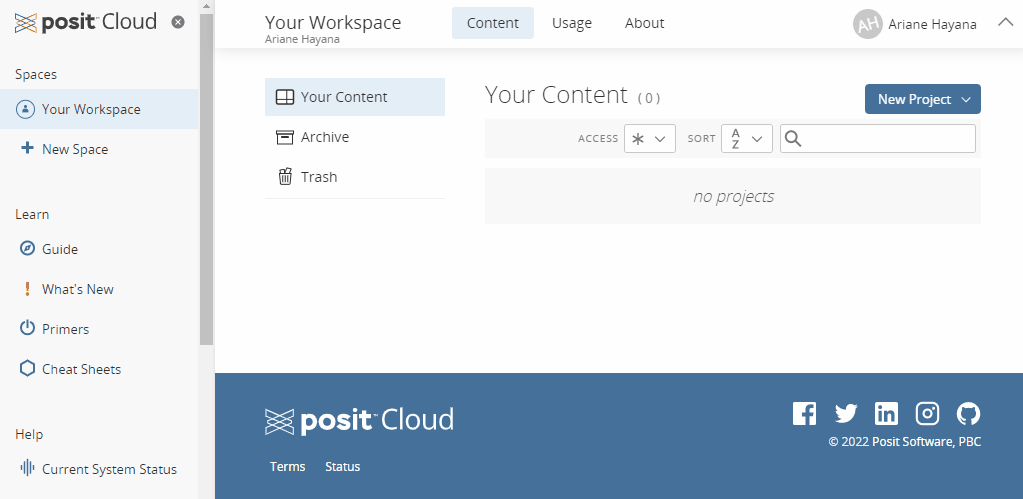 posit™ Cloud
Spaces
Your Workspace
New Space
Learn
Guide
What's New
Primers
Cheat Sheets
Help
Current System Status
Your Workspace
Ariane Hayana
Content
Usage
About
AH
Ariane Hayana
Your Content
Archive
Trash
Your Content (0)
New Project
ACCESS
SORT
A
Z
no projects
posit™ Cloud
Terms
Status
© 2022 Posit Software, PBC